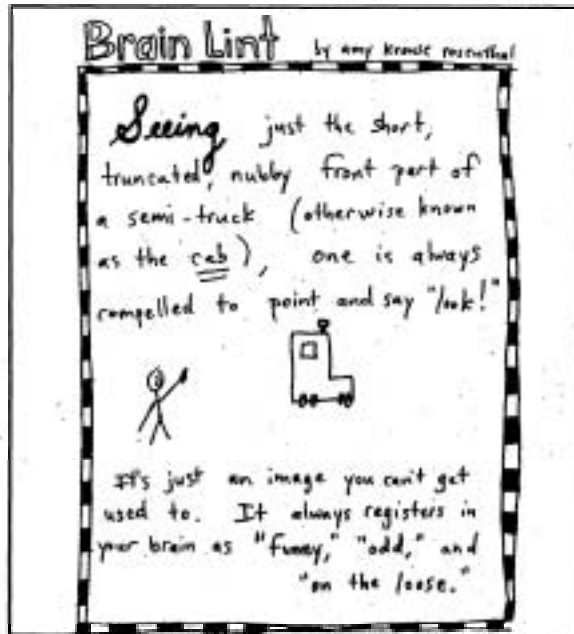 Brain Lint by amy krouse rosenthal
Seeing just the short,
truncated, nubby front part of
a semi-truck (otherwise known
as the cab), one is always
compelled to point and say "look!"
It's just an image you can't get
used to. It always registers in
your brain as "funny," "odd," and
"on the loose."